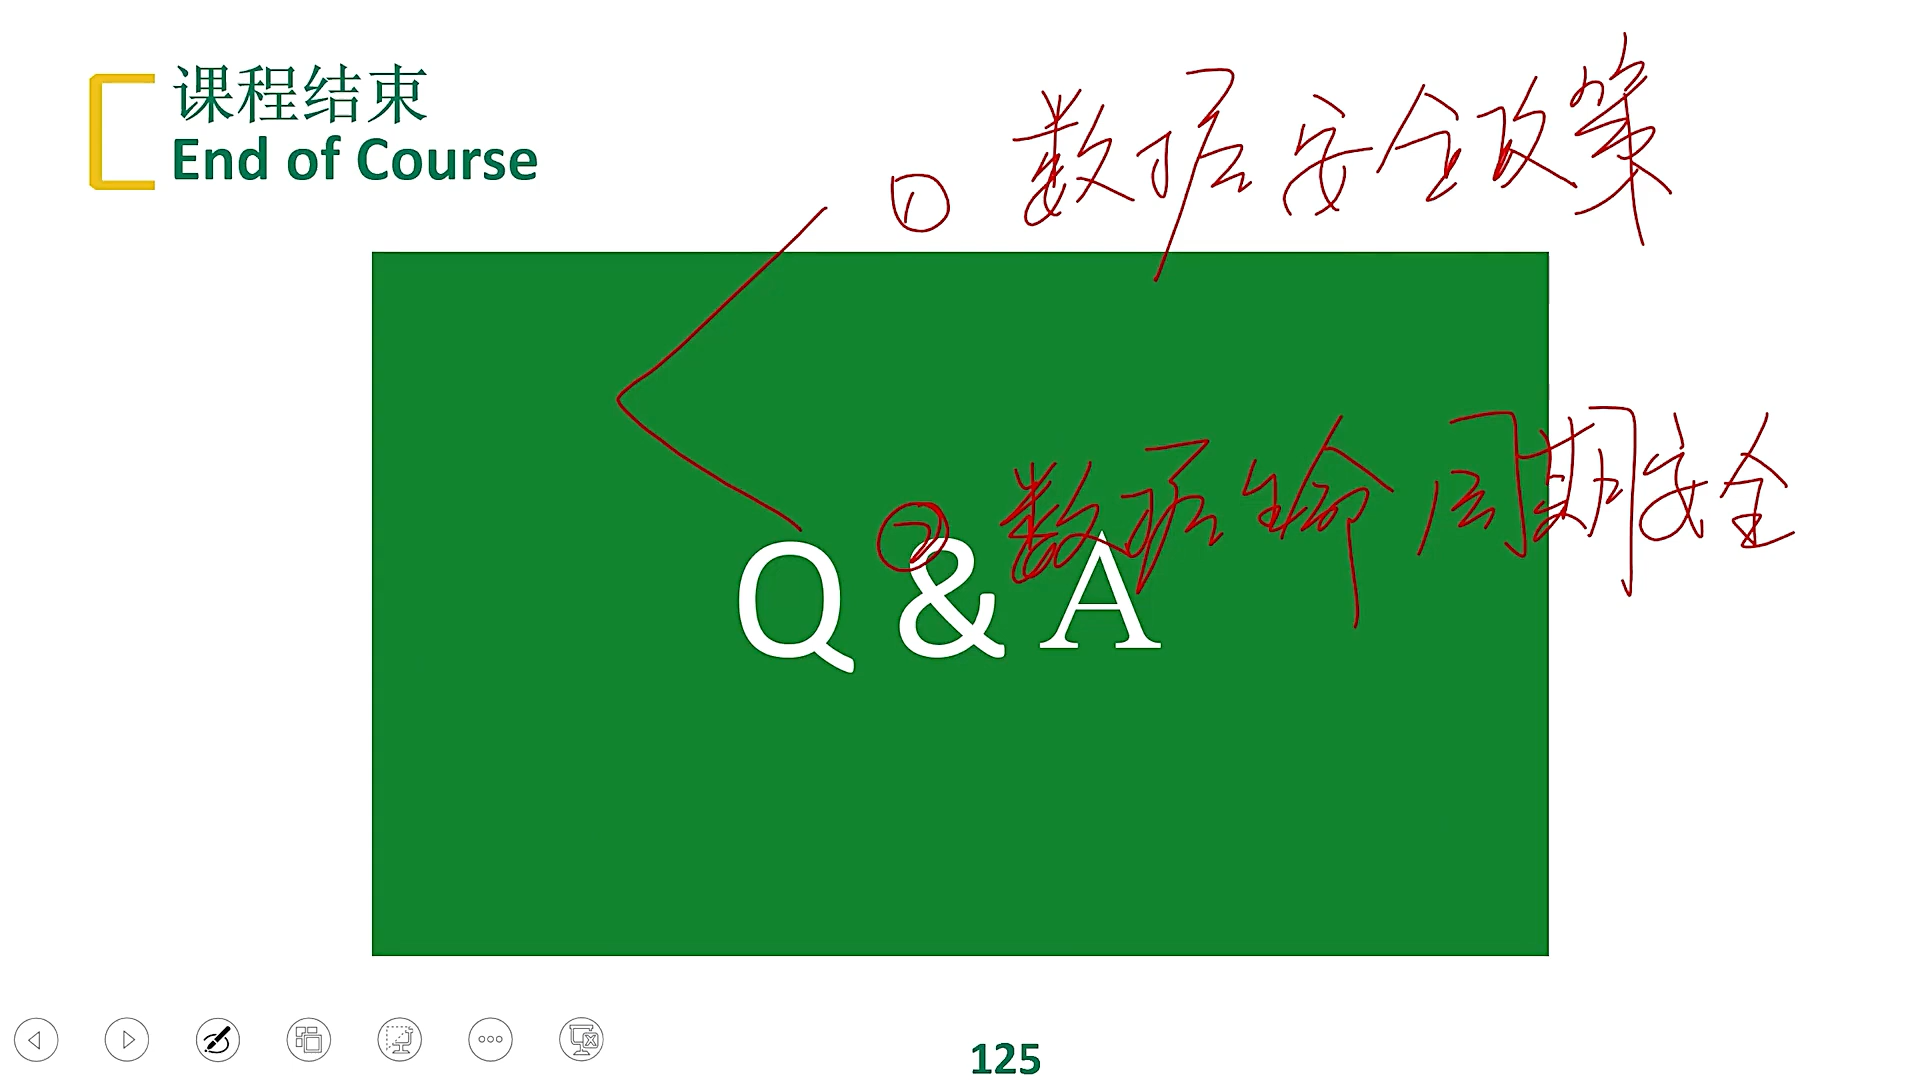 课程结束
End of Course
① 数据安全政策
② 数据生命周期安全
Q & A
125